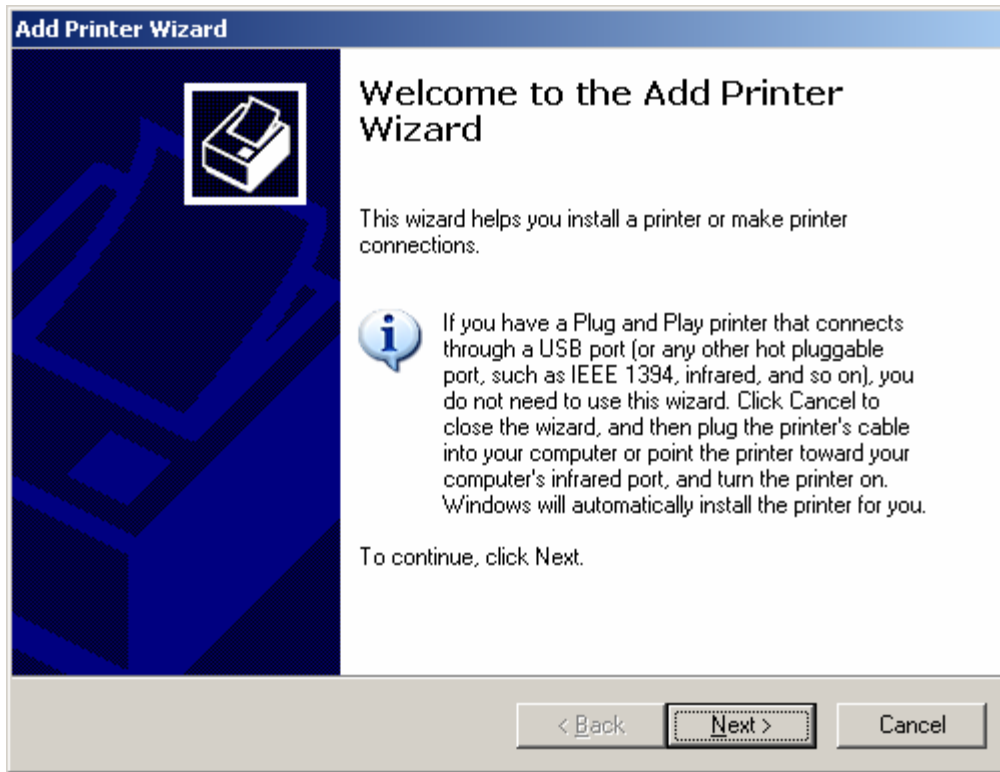 Add Printer Wizard
Welcome to the Add Printer
Wizard
This wizard helps you install a printer or make printer
connections.
If you have a Plug and Play printer that connects
through a USB port (or any other hot pluggable
port, such as IEEE 1394, infrared, and so on), you
do not need to use this wizard. Click Cancel to
close the wizard, and then plug the printer's cable
into your computer or point the printer toward your
computer's infrared port, and turn the printer on.
Windows will automatically install the printer for you.
To continue, click Next.
< Back Next > Cancel